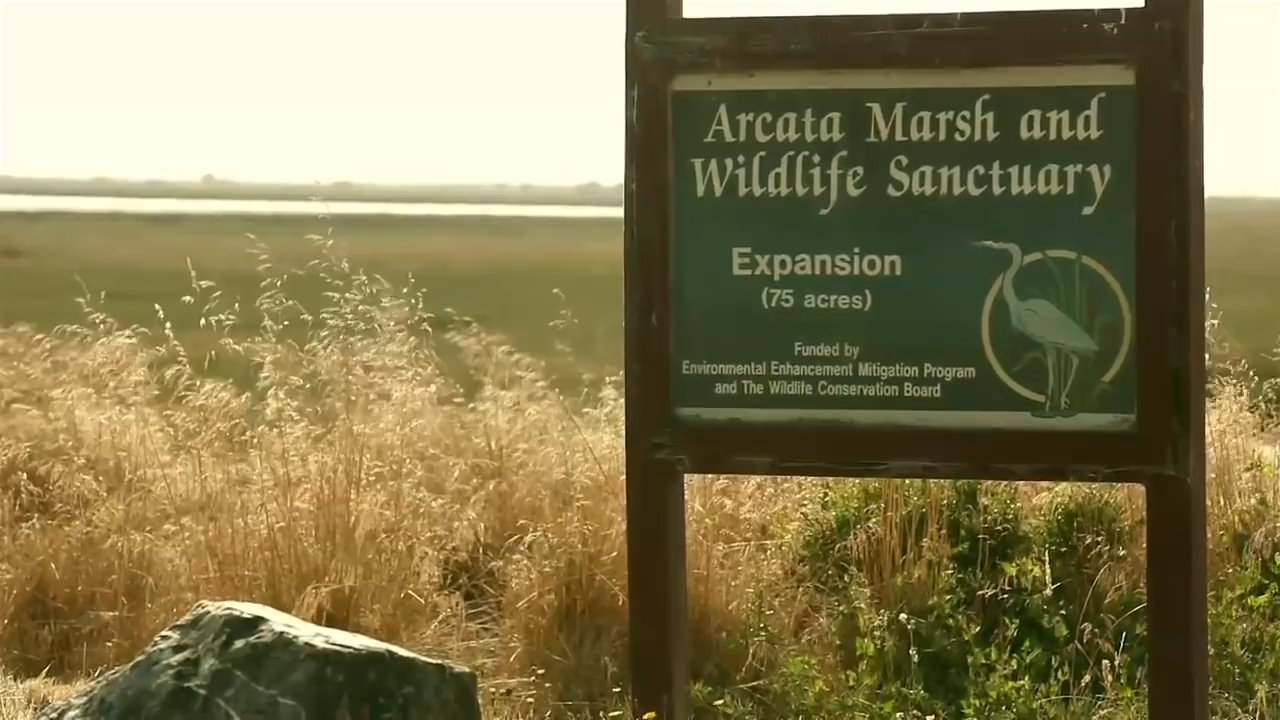 Arcata Marsh and
Wildlife Sanctuary
Expansion
(75 acres)
Funded by
Environmental Enhancement Mitigation Program
and The Wildlife Conservation Board